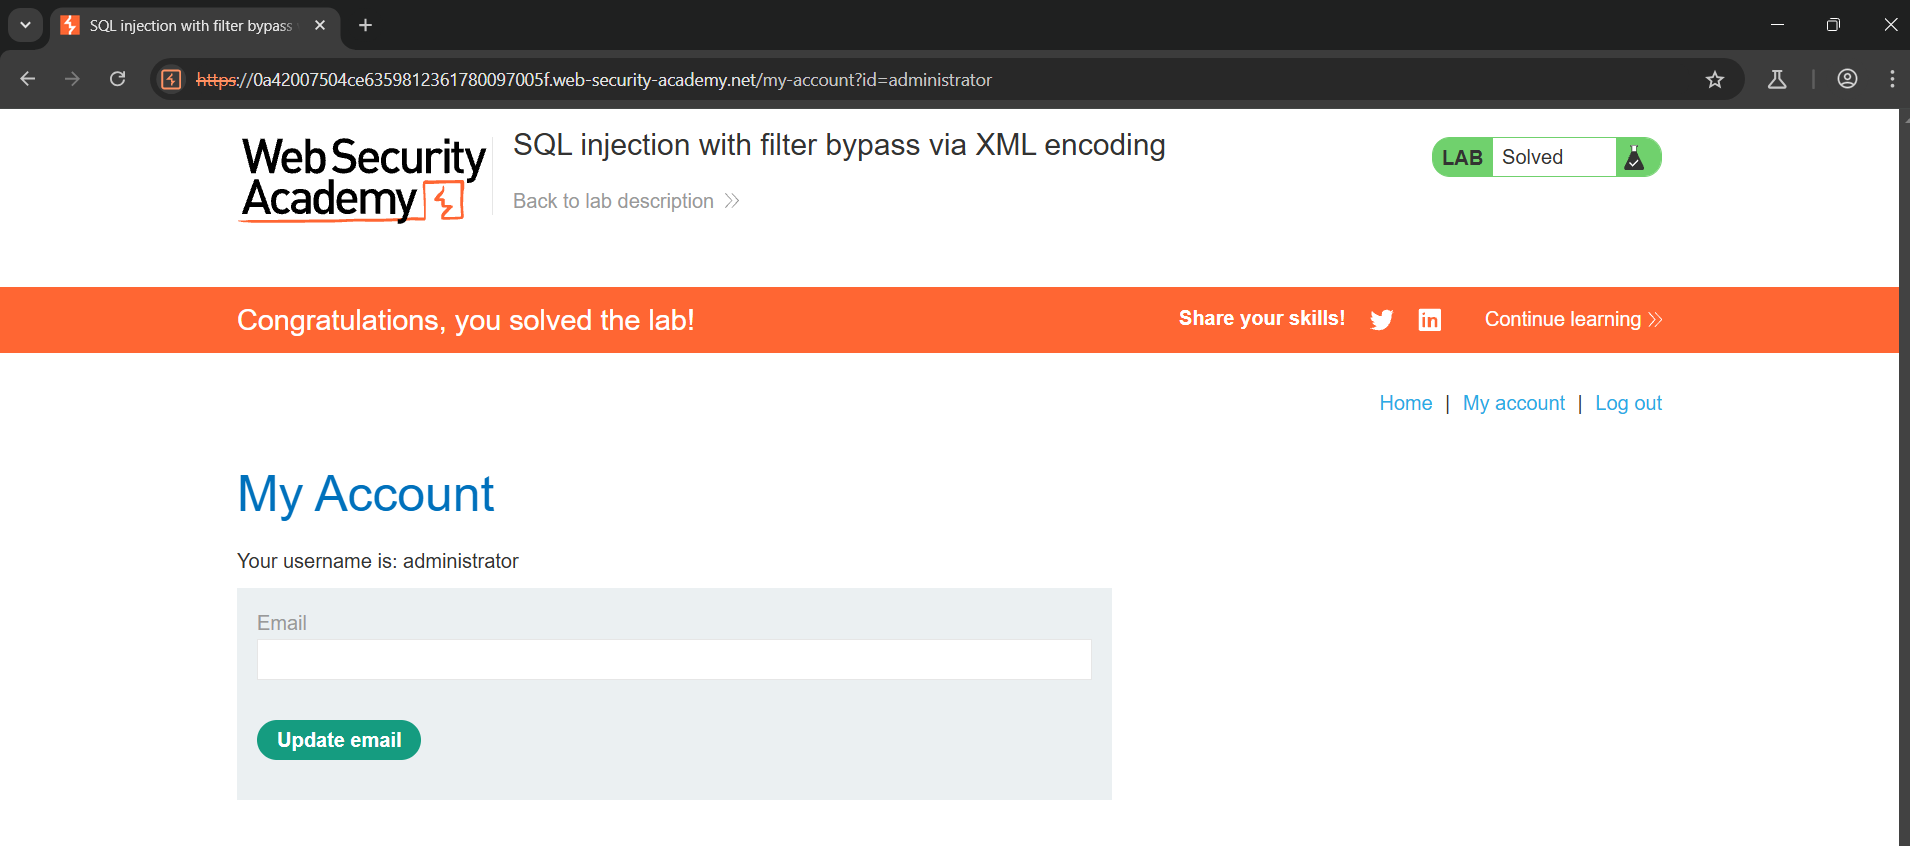 SQL injection with filter bypass
https://0a42007504ce6359812361780097005f.web-security-academy.net/my-account?id=administrator
Web Security
Academy
SQL injection with filter bypass via XML encoding
Back to lab description
LAB Solved
Congratulations, you solved the lab!
Share your skills!
Continue learning
Home | My account | Log out
My Account
Your username is: administrator
Email
Update email